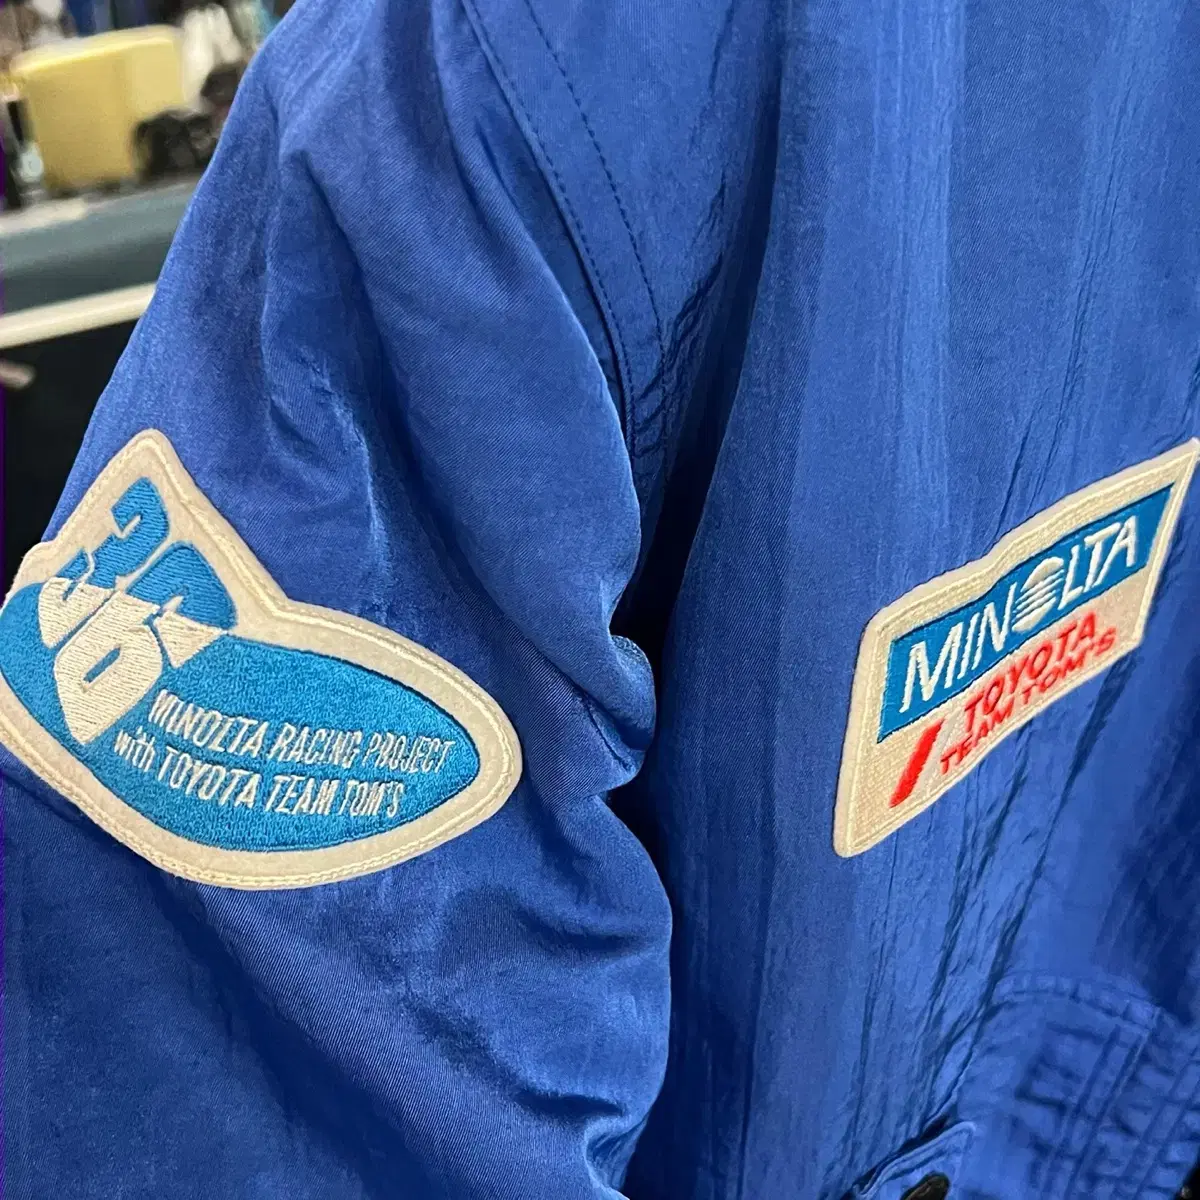 36
MINOLTA RACING PROJECT
with TOYOTA TEAM TOM'S
MINOLTA
TOYOTA
TEAM TOM'S